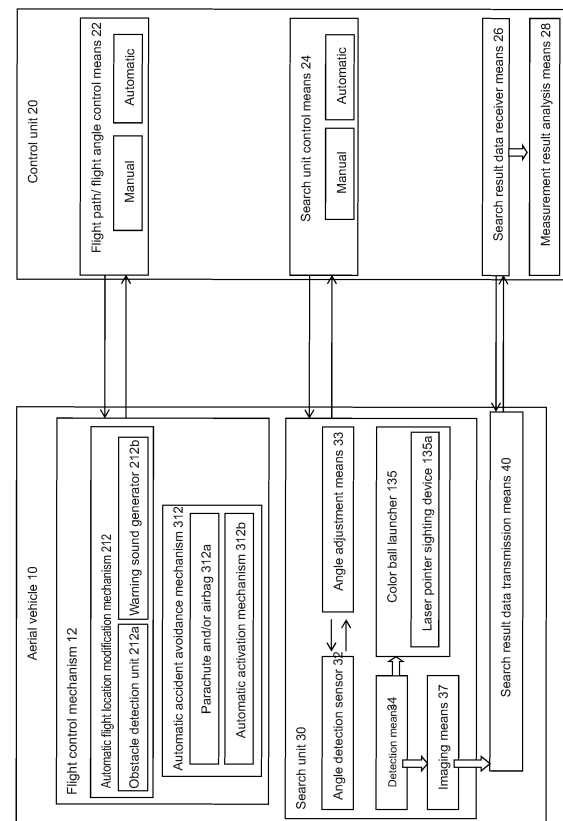 Aerial vehicle 10
Flight control mechanism 12
Automatic flight location modification mechanism 212
Obstacle detection unit 212a
Warning sound generator 212b
Automatic accident avoidance mechanism 312
Parachute and/or airbag 312a
Automatic activation mechanism 312b
Search unit 30
Angle detection sensor 32
Angle adjustment means 33
Detection means 34
Color ball launcher 135
Laser pointer sighting device 135a
Imaging means 37
Search result data transmission means 40
Control unit 20
Flight path/ flight angle control means 22
Manual
Automatic
Search unit control means 24
Manual
Automatic
Search result data receiver means 26
Measurement result analysis means 28